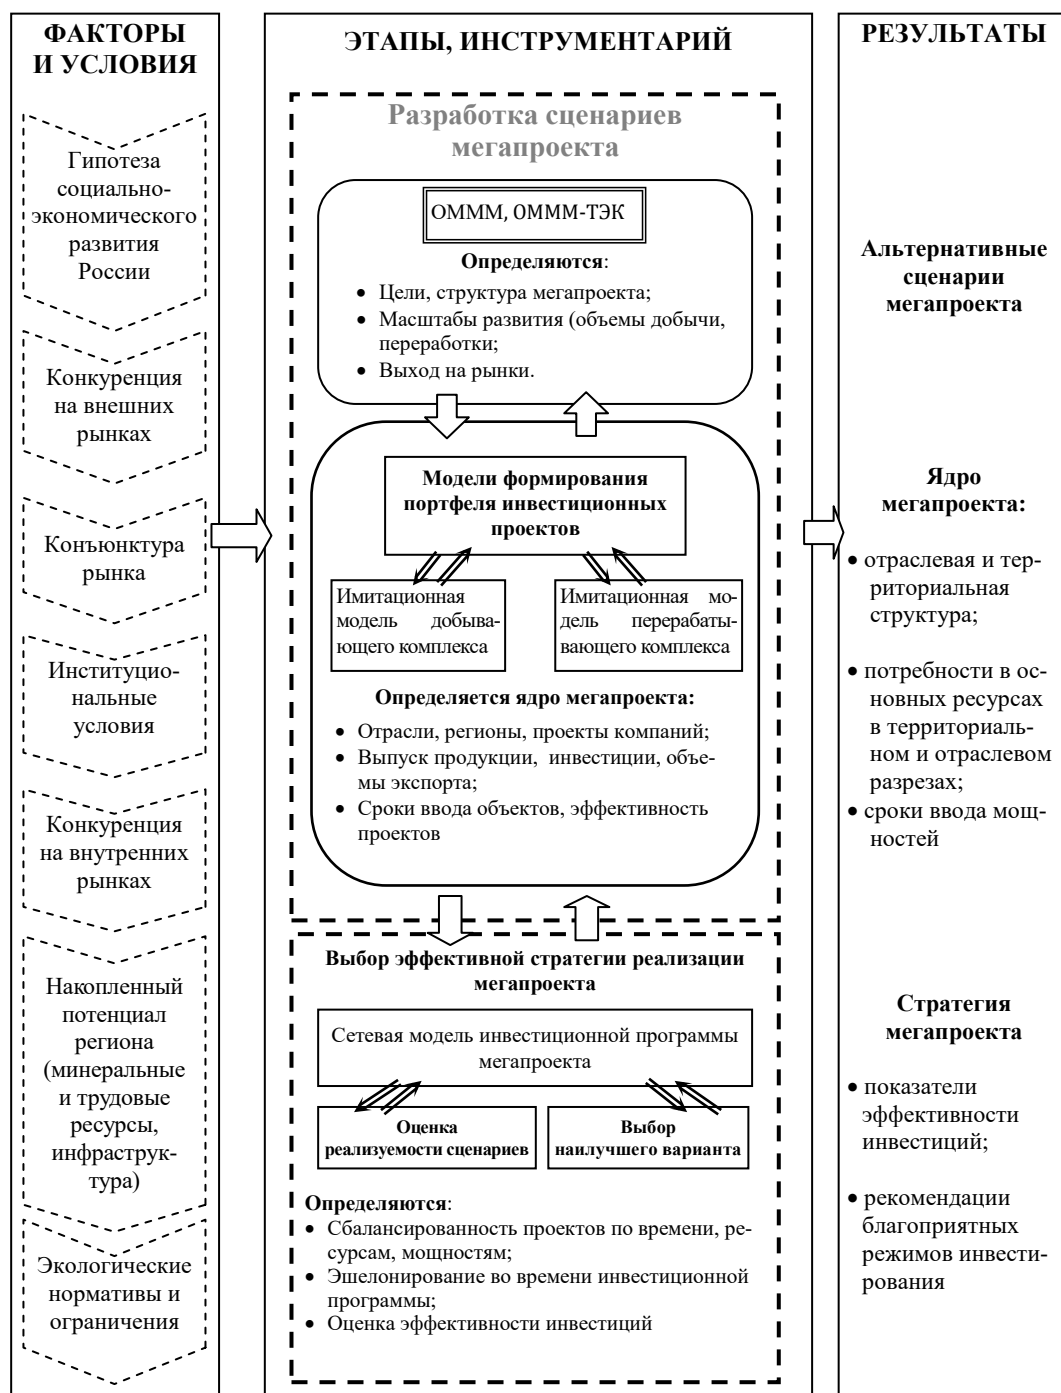 ФАКТОРЫ
И УСЛОВИЯ
Гипотеза
социально-
экономического
развития
России
Конкуренция
на внешних
рынках
Конъюнктура
рынка
Институцио-
нальные
условия
Конкуренция
на внутренних
рынках
Накопленный
потенциал
региона
(минеральные
и трудовые
ресурсы,
инфраструк-
тура)
Экологические
нормативы и
ограничения
ЭТАПЫ, ИНСТРУМЕНТАРИЙ
Разработка сценариев
мегапроекта
ОМММ, ОМММ-ТЭК
Определяются:
• Цели, структура мегапроекта;
• Масштабы развития (объемы добычи,
переработки;
• Выход на рынки.
Модели формирования
портфеля инвестиционных
проектов
Имитационная
модель добыва-
ющего комплекса
Имитационная мо-
дель перерабаты-
вающего комплекса
Определяется ядро мегапроекта:
• Отрасли, регионы, проекты компаний;
• Выпуск продукции, инвестиции, объе-
мы экспорта;
• Сроки ввода объектов, эффективность
проектов
Выбор эффективной стратегии реализации
мегапроекта
Сетевая модель инвестиционной программы
мегапроекта
Оценка
реализуемости сценариев
Выбор
наилучшего варианта
Определяются:
• Сбалансированность проектов по времени, ре-
сурсам, мощностям;
• Эшелонирование во времени инвестиционной
программы;
• Оценка эффективности инвестиций
РЕЗУЛЬТАТЫ
Альтернативные
сценарии
мегапроекта
Ядро
мегапроекта:
• отраслевая и тер-
риториальная
структура;
• потребности в ос-
новных ресурсах
в территориаль-
ном и отраслевом
разрезах;
• сроки ввода мощ-
ностей
Стратегия
мегапроекта
• показатели
эффективности
инвестиций;
• рекомендации
благоприятных
режимов инвести-
рования